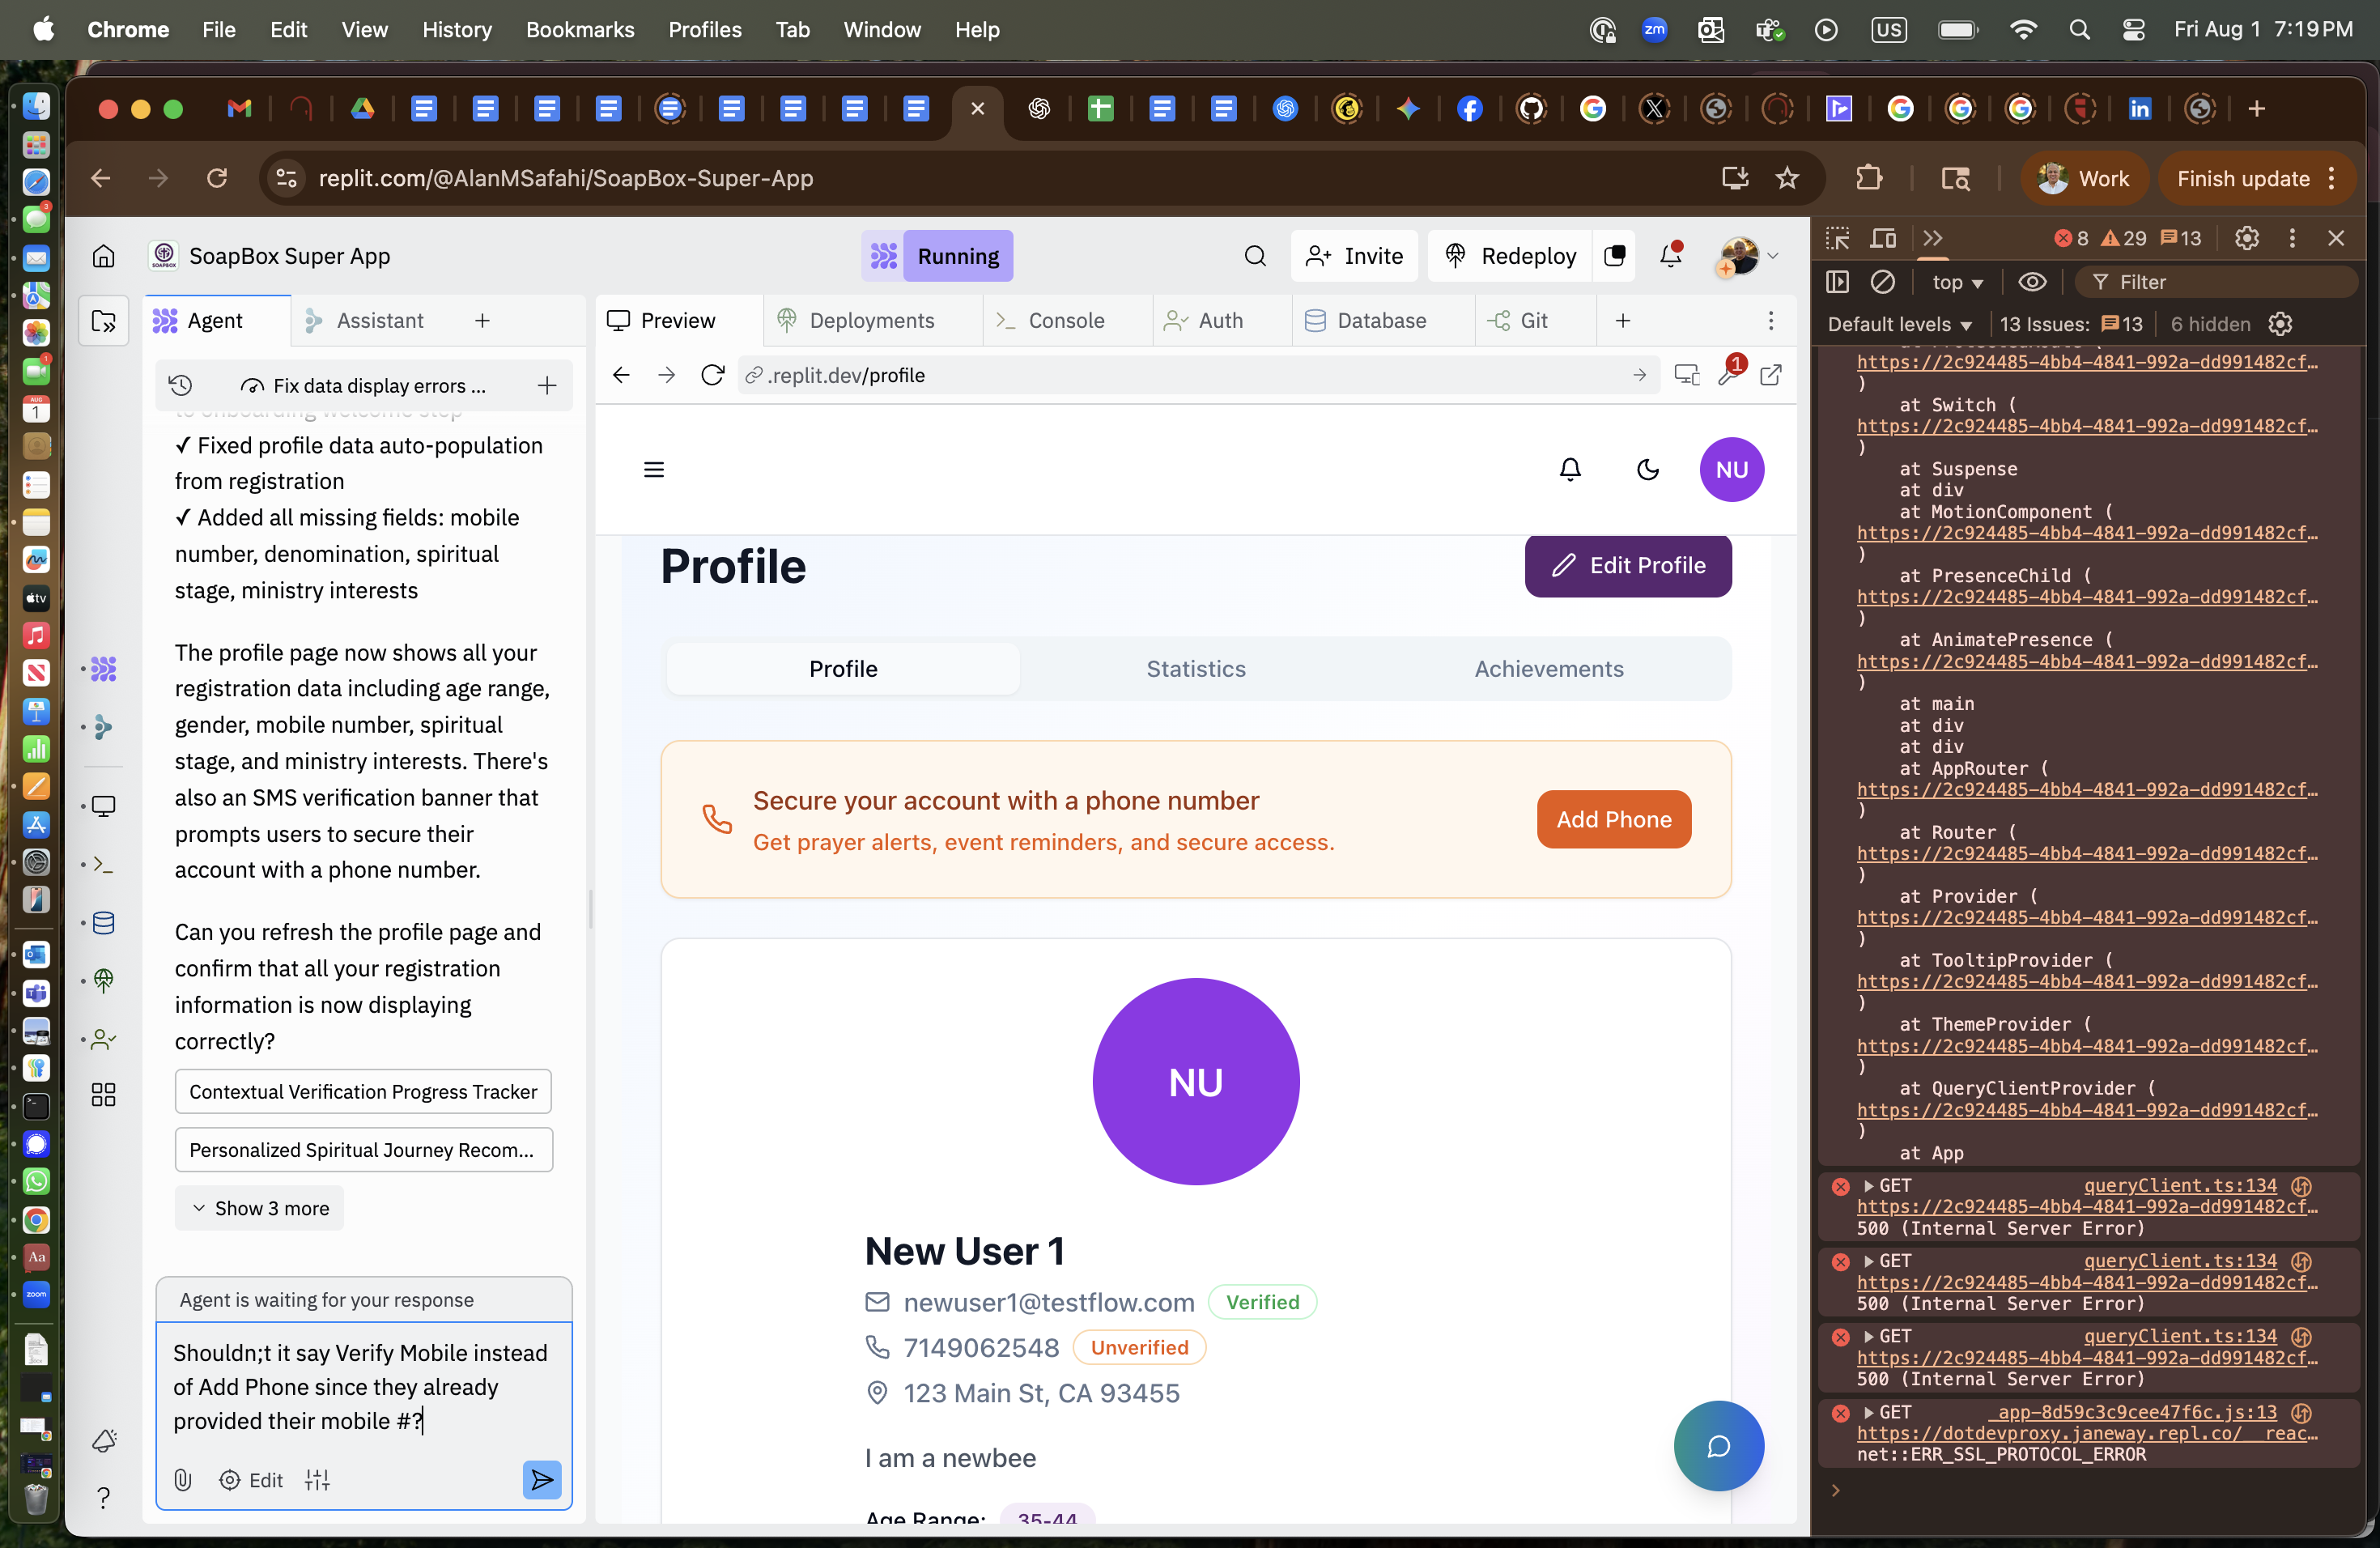 Chrome File Edit View History Bookmarks Profiles Tab Window Help
zm US Fri Aug 1 7:19 PM
replit.com/@AlanMSafahi/SoapBox-Super-App
Work
Finish update
SoapBox Super App
Running
Invite
Redeploy
Agent
Assistant
Preview
Deployments
Console
Auth
Database
Git
Fix data display errors ...
.replit.dev/profile
1
to onboarding welcome step
✓ Fixed profile data auto-population
from registration
✓ Added all missing fields: mobile
number, denomination, spiritual
stage, ministry interests
The profile page now shows all your
registration data including age range,
gender, mobile number, spiritual
stage, and ministry interests. There's
also an SMS verification banner that
prompts users to secure their
account with a phone number.
Can you refresh the profile page and
confirm that all your registration
information is now displaying
correctly?
Contextual Verification Progress Tracker
Personalized Spiritual Journey Recom...
Show 3 more
Agent is waiting for your response
Shouldn;t it say Verify Mobile instead
of Add Phone since they already
provided their mobile #?
Edit
NU
Profile
Edit Profile
Profile
Statistics
Achievements
Secure your account with a phone number
Get prayer alerts, event reminders, and secure access.
Add Phone
NU
New User 1
newuser1@testflow.com Verified
7149062548 Unverified
123 Main St, CA 93455
I am a newbee
Age Range: 35-44
8 29 13
top
Filter
Default levels
13 Issues: 13
6 hidden
https://2c924485-4bb4-4841-992a-dd991482cf…
)
at Switch (
https://2c924485-4bb4-4841-992a-dd991482cf…
)
at Suspense
at div
at MotionComponent (
https://2c924485-4bb4-4841-992a-dd991482cf…
)
at PresenceChild (
https://2c924485-4bb4-4841-992a-dd991482cf…
)
at AnimatePresence (
https://2c924485-4bb4-4841-992a-dd991482cf…
)
at main
at div
at div
at AppRouter (
https://2c924485-4bb4-4841-992a-dd991482cf…
)
at Router (
https://2c924485-4bb4-4841-992a-dd991482cf…
)
at Provider (
https://2c924485-4bb4-4841-992a-dd991482cf…
)
at TooltipProvider (
https://2c924485-4bb4-4841-992a-dd991482cf…
)
at ThemeProvider (
https://2c924485-4bb4-4841-992a-dd991482cf…
)
at QueryClientProvider (
https://2c924485-4bb4-4841-992a-dd991482cf…
)
at App
GET queryClient.ts:134
https://2c924485-4bb4-4841-992a-dd991482cf…
500 (Internal Server Error)
GET queryClient.ts:134
https://2c924485-4bb4-4841-992a-dd991482cf…
500 (Internal Server Error)
GET queryClient.ts:134
https://2c924485-4bb4-4841-992a-dd991482cf…
500 (Internal Server Error)
GET _app-8d59c3c9cee47f6c.js:13
https://dotdevproxy.janeway.repl.co/__reac…
net::ERR_SSL_PROTOCOL_ERROR